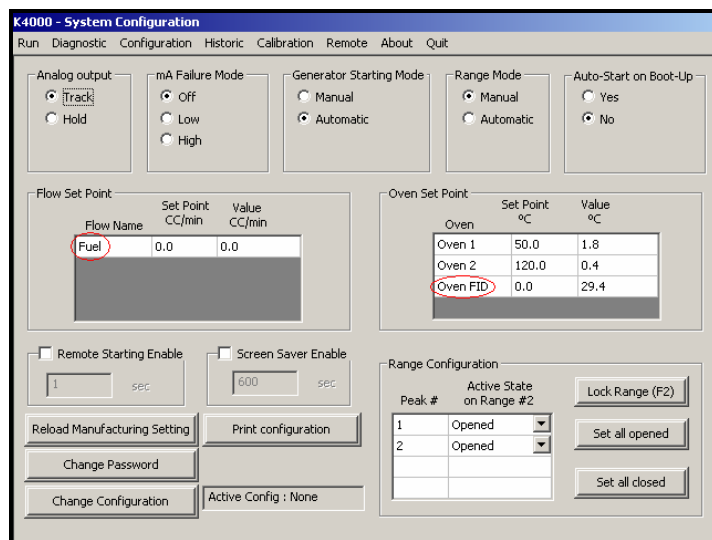 K4000 - System Configuration
Run Diagnostic Configuration Historic Calibration Remote About Quit
Analog output
Track
Hold
mA Failure Mode
Off
Low
High
Generator Starting Mode
Manual
Automatic
Range Mode
Manual
Automatic
Auto-Start on Boot-Up
Yes
No
Flow Set Point
Flow Name Set Point CC/min Value CC/min
Fuel 0.0 0.0
Oven Set Point
Oven Set Point ºC Value ºC
Oven 1 50.0 1.8
Oven 2 120.0 0.4
Oven FID 0.0 29.4
Remote Starting Enable
1 sec
Screen Saver Enable
600 sec
Reload Manufacturing Setting
Print configuration
Change Password
Change Configuration
Active Config : None
Range Configuration
Peak # Active State on Range #2
1 Opened
2 Opened
Lock Range (F2)
Set all opened
Set all closed